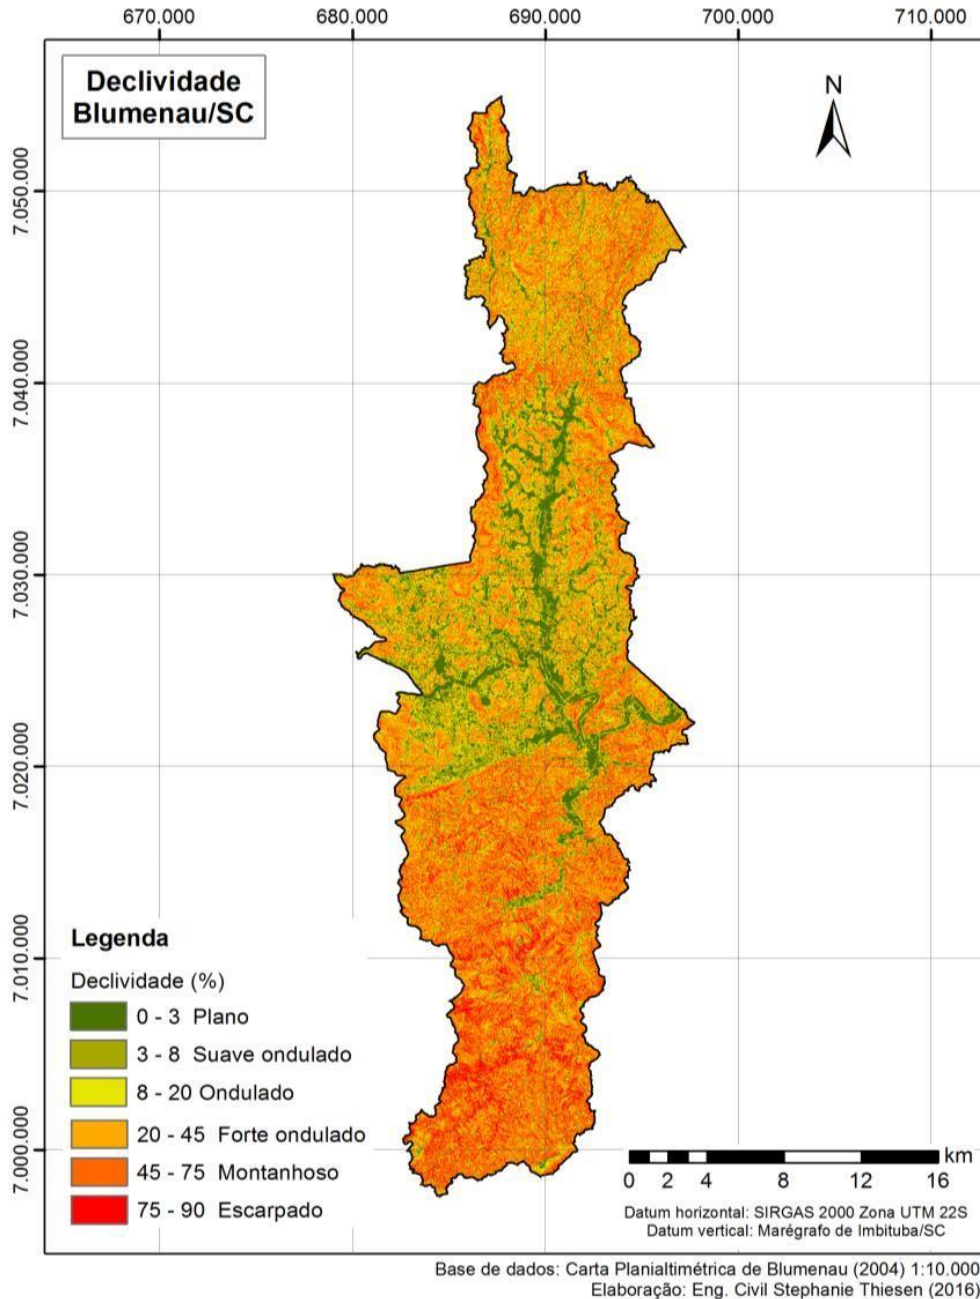 670.000 680.000 690.000 700.000 710.000
Declividade
Blumenau/SC
N
7.050.000
7.040.000
7.030.000
7.020.000
7.010.000
7.000.000
Legenda
Declividade (%)
0 - 3 Plano
3 - 8 Suave ondulado
8 - 20 Ondulado
20 - 45 Forte ondulado
45 - 75 Montanhoso
75 - 90 Escarpado
km
0 2 4 8 12 16
Datum horizontal: SIRGAS 2000 Zona UTM 22S
Datum vertical: Marégrafo de Imbituba/SC
Base de dados: Carta Planialtimétrica de Blumenau (2004) 1:10.000
Elaboração: Eng. Civil Stephanie Thiesen (2016)